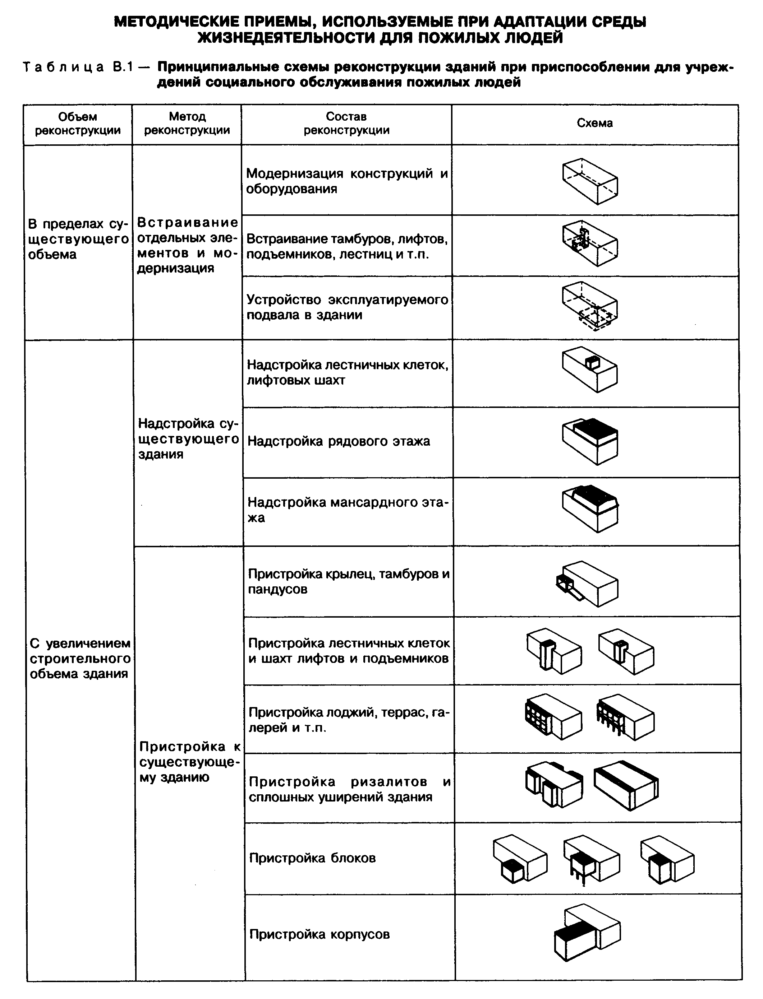 МЕТОДИЧЕСКИЕ ПРИЕМЫ, ИСПОЛЬЗУЕМЫЕ ПРИ АДАПТАЦИИ СРЕДЫ
ЖИЗНЕДЕЯТЕЛЬНОСТИ ДЛЯ ПОЖИЛЫХ ЛЮДЕЙ
Таблица В.1 — Принципиальные схемы реконструкции зданий при приспособлении для учреж-
дений социального обслуживания пожилых людей
Объем
реконструкции
Метод
реконструкции
Состав
реконструкции
Схема
В пределах су-
ществующего
объема
Встраивание
отдельных эле-
ментов и мо-
дернизация
Модернизация конструкций и
оборудования
Встраивание тамбуров, лифтов,
подъемников, лестниц и т.п.
Устройство эксплуатируемого
подвала в здании
С увеличением
строительного
объема здания
Надстройка су-
ществующего
здания
Надстройка лестничных клеток,
лифтовых шахт
Надстройка рядового этажа
Надстройка мансардного эта-
жа
Пристройка к
существующе-
му зданию
Пристройка крылец, тамбуров и
пандусов
Пристройка лестничных клеток
и шахт лифтов и подъемников
Пристройка лоджий, террас, га-
лерей и т.п.
Пристройка ризалитов и
сплошных уширений здания
Пристройка блоков
Пристройка корпусов